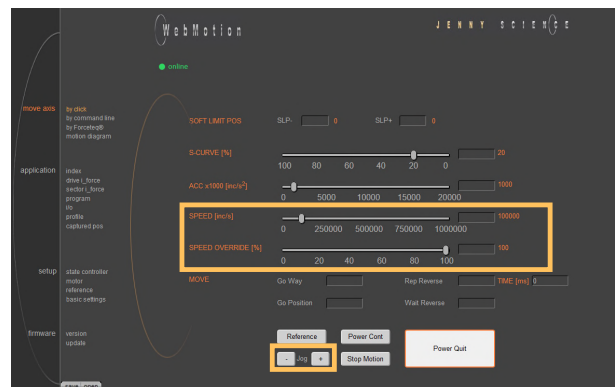 WebMotion
JENNY SCIENCE
online
move axis
by click
by command line
by Forceteq®
motion diagram
SOFT LIMIT POS SLP- 0 SLP+ 0
S-CURVE [%] 20
100 80 60 40 20 0
application
index
drive i_force
sector i_force
program
i/o
profile
captured pos
ACC x1000 [inc/s²] 1000
0 5000 10000 15000 20000
SPEED [inc/s] 100000
0 250000 500000 750000 1000000
SPEED OVERRIDE [%] 100
0 20 40 60 80 100
setup
state controller
motor
reference
basic settings
MOVE Go Way Rep Reverse TIME [ms] 0
Go Position Wait Reverse
firmware
version
update
Reference Power Cont Power Quit
- Jog + Stop Motion
save open